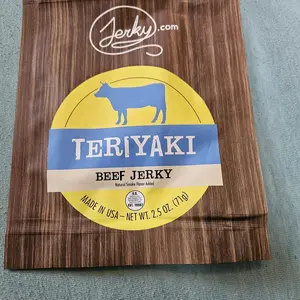 Jerky.com
TERIYAKI
BEEF JERKY
Natural Smoke Flavor Added
MADE IN USA - NET WT. 2.5 OZ. (71g)